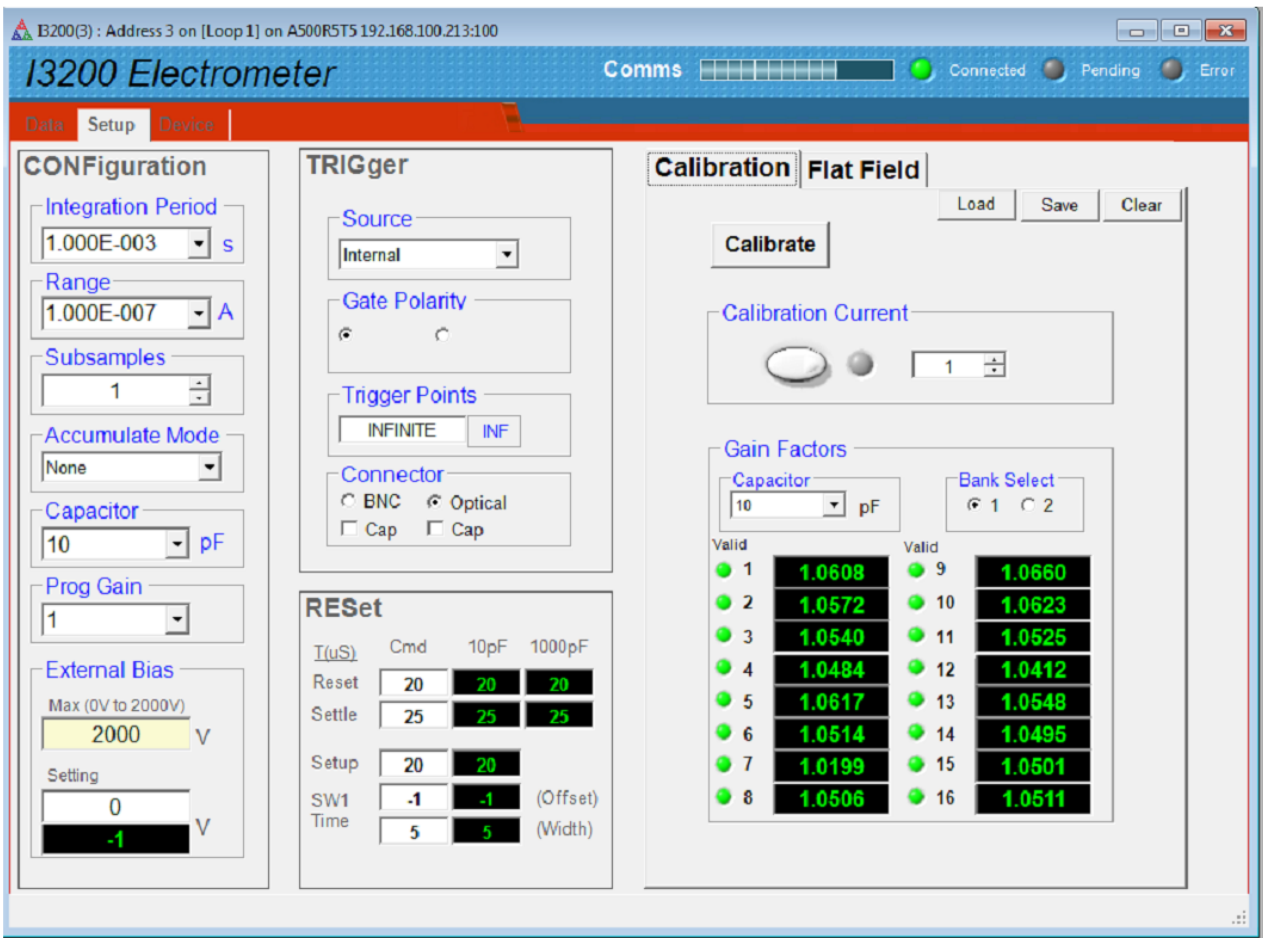 I3200(3) : Address 3 on [Loop 1] on A500R5T5 192.168.100.213:100
I3200 Electrometer
Comms
Connected
Pending
Error
Data
Setup
Device
CONFiguration
Integration Period
1.000E-003 s
Range
1.000E-007 A
Subsamples
1
Accumulate Mode
None
Capacitor
10 pF
Prog Gain
1
External Bias
Max (0V to 2000V)
2000 V
Setting
0
-1 V
TRIGger
Source
Internal
Gate Polarity
Trigger Points
INFINITE INF
Connector
BNC Optical
Cap Cap
RESet
T(uS) Cmd 10pF 1000pF
Reset 20 20 20
Settle 25 25 25
Setup 20 20
SW1 Time -1 -1 (Offset)
5 5 (Width)
Calibration
Flat Field
Load Save Clear
Calibrate
Calibration Current
1
Gain Factors
Capacitor
10 pF
Bank Select
1 2
Valid Valid
1 1.0608 9 1.0660
2 1.0572 10 1.0623
3 1.0540 11 1.0525
4 1.0484 12 1.0412
5 1.0617 13 1.0548
6 1.0514 14 1.0495
7 1.0199 15 1.0501
8 1.0506 16 1.0511